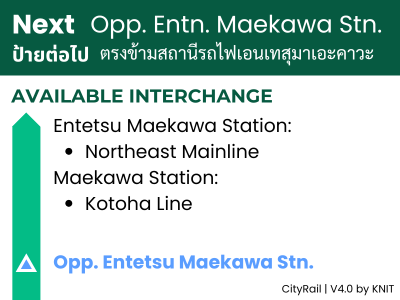 Next Opp. Entn. Maekawa Stn.
ป้ายต่อไป ตรงข้ามสถานีรถไฟเอนเทสุมาเอะคาวะ
AVAILABLE INTERCHANGE
Entetsu Maekawa Station:
• Northeast Mainline
Maekawa Station:
• Kotoha Line
Opp. Entetsu Maekawa Stn.
CityRail | V4.0 by KNIT